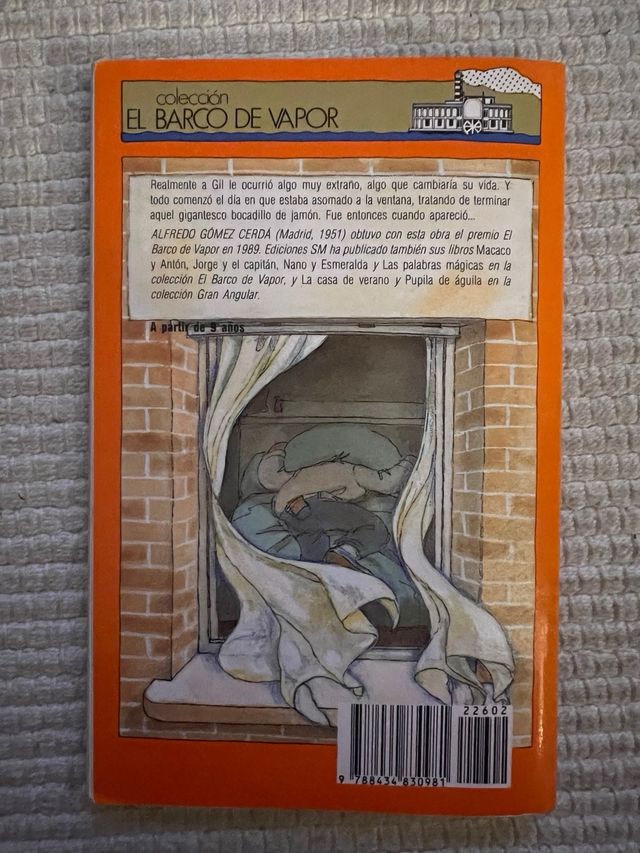 colección
EL BARCO DE VAPOR
Realmente a Gil le ocurrió algo muy extraño, algo que cambiaría su vida. Y
todo comenzó el día en que estaba asomado a la ventana, tratando de terminar
aquel gigantesco bocadillo de jamón. Fue entonces cuando apareció...
ALFREDO GÓMEZ CERDÁ (Madrid, 1951) obtuvo con esta obra el premio El
Barco de Vapor en 1989. Ediciones SM ha publicado también sus libros Macaco
y Antón, Jorge y el capitán, Nano y Esmeralda y Las palabras mágicas en la
colección El Barco de Vapor, y La casa de verano y Pupila de águila en la
colección Gran Angular.
A partir de 9 años
22602
9 788434 830981